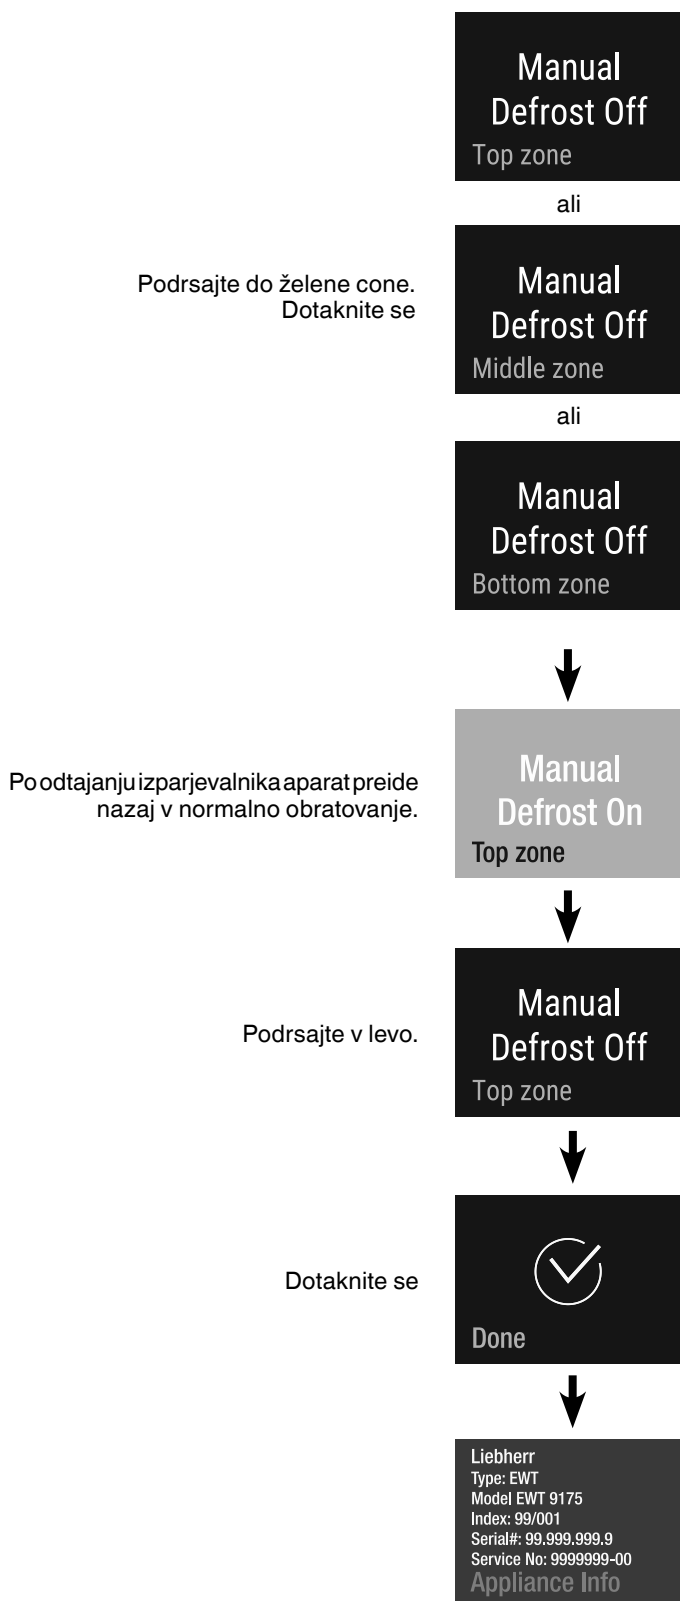 Manual
Defrost Off
Top zone
ali
Podrsajte do želene cone.
Dotaknite se
Manual
Defrost Off
Middle zone
ali
Manual
Defrost Off
Bottom zone
Po odtajanju izparjevalnika aparat preide
nazaj v normalno obratovanje.
Manual
Defrost On
Top zone
Podrsajte v levo.
Manual
Defrost Off
Top zone
Dotaknite se
Done
Liebherr
Type: EWT
Model EWT 9175
Index: 99/001
Serial#: 99.999.999.9
Service No: 9999999-00
Appliance Info